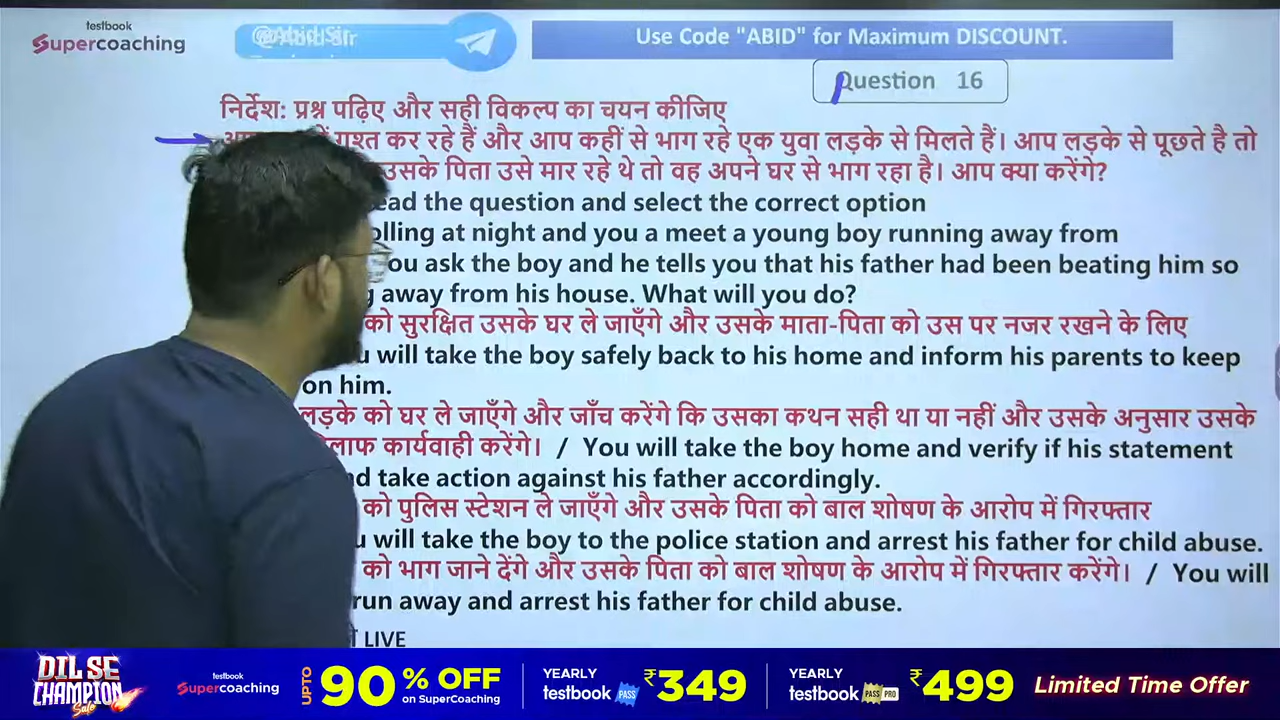 testbook
Supercoaching
@Abid Sir
Use Code "ABID" for Maximum DISCOUNT.
Question 16
निर्देश: प्रश्न पढ़िए और सही विकल्प का चयन कीजिए
गश्त कर रहे हैं और आप कहीं से भाग रहे एक युवा लड़के से मिलते हैं। आप लड़के से पूछते है तो
उसके पिता उसे मार रहे थे तो वह अपने घर से भाग रहा है। आप क्या करेंगे?
ead the question and select the correct option
olling at night and you a meet a young boy running away from
ou ask the boy and he tells you that his father had been beating him so
g away from his house. What will you do?
को सुरक्षित उसके घर ले जाएँगे और उसके माता-पिता को उस पर नजर रखने के लिए
u will take the boy safely back to his home and inform his parents to keep
on him.
लड़के को घर ले जाएँगे और जाँच करेंगे कि उसका कथन सही था या नहीं और उसके अनुसार उसके
लाफ कार्यवाही करेंगे। / You will take the boy home and verify if his statement
nd take action against his father accordingly.
को पुलिस स्टेशन ले जाएँगे और उसके पिता को बाल शोषण के आरोप में गिरफ्तार
u will take the boy to the police station and arrest his father for child abuse.
को भाग जाने देंगे और उसके पिता को बाल शोषण के आरोप में गिरफ्तार करेंगे। / You will
run away and arrest his father for child abuse.
LIVE
DIL SE CHAMPION Sale
testbook Supercoaching
UPTO 90% OFF on SuperCoaching
YEARLY testbook PASS ₹349
YEARLY testbook PASS PRO ₹499
Limited Time Offer